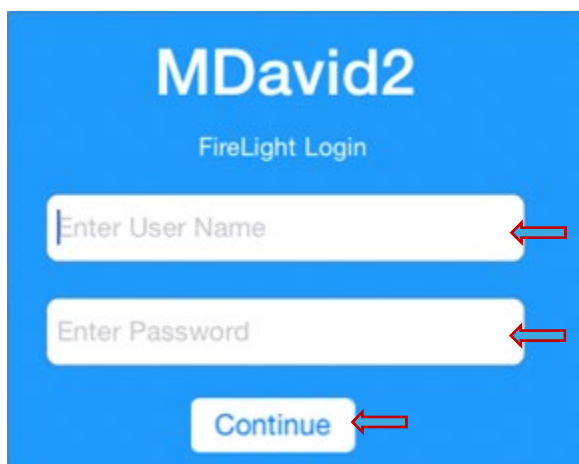 MDavid2
FireLight Login
Enter User Name
Enter Password
Continue